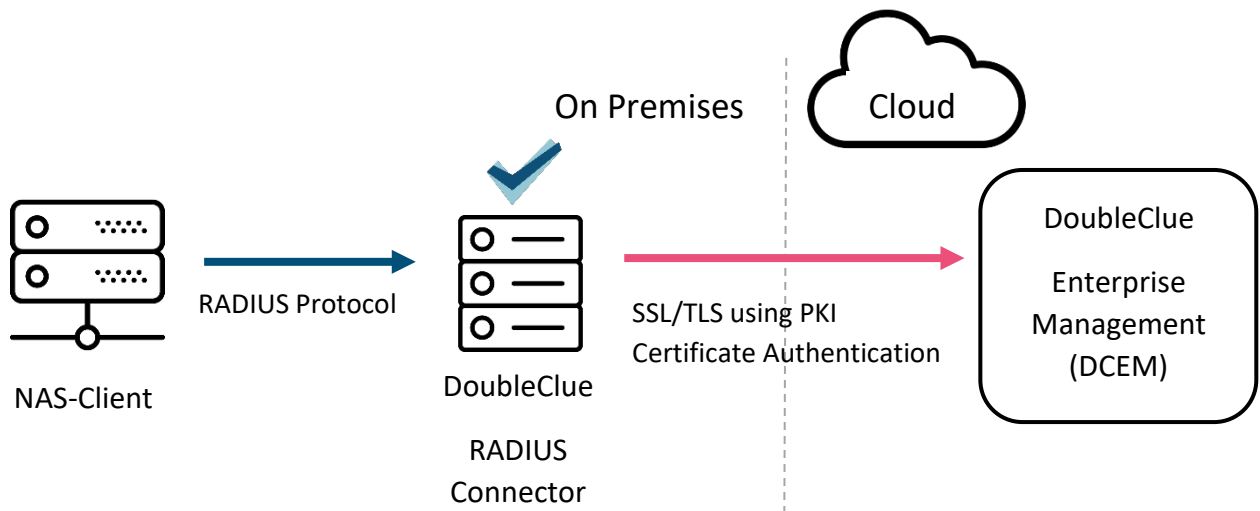 On Premises
Cloud
NAS-Client
RADIUS Protocol
DoubleClue
RADIUS
Connector
SSL/TLS using PKI
Certificate Authentication
DoubleClue
Enterprise
Management
(DCEM)